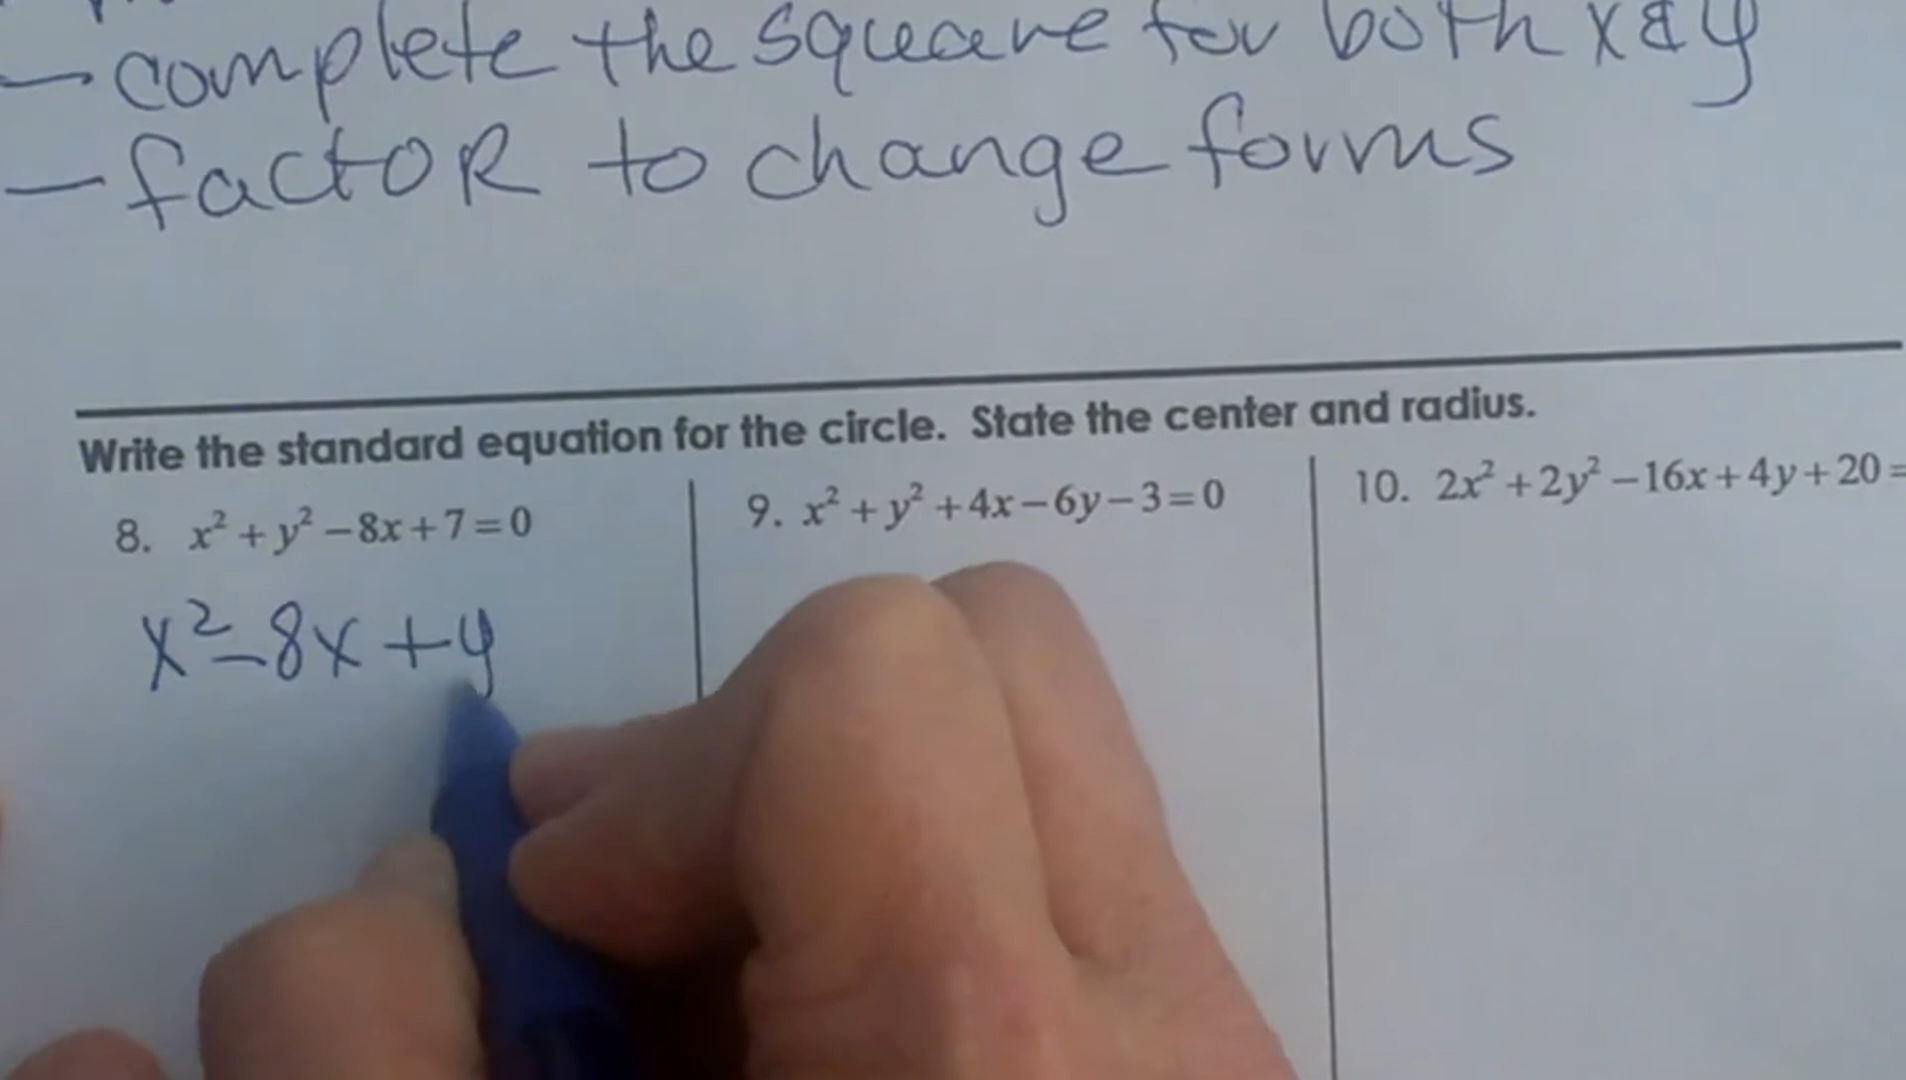 - complete the square for both x & y
- factoR to change forms
Write the standard equation for the circle. State the center and radius.
8. x² + y² − 8x + 7 = 0
9. x² + y² + 4x − 6y − 3 = 0
10. 2x² + 2y² − 16x + 4y + 20 =
x² − 8x + y